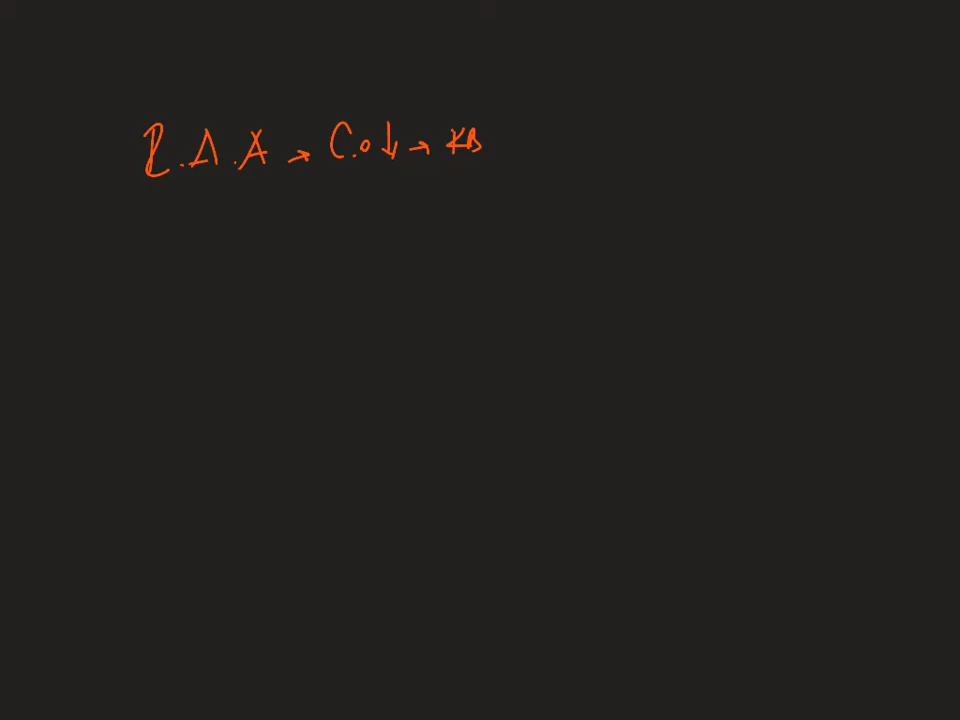 R.A.A → C.O↓ → KB